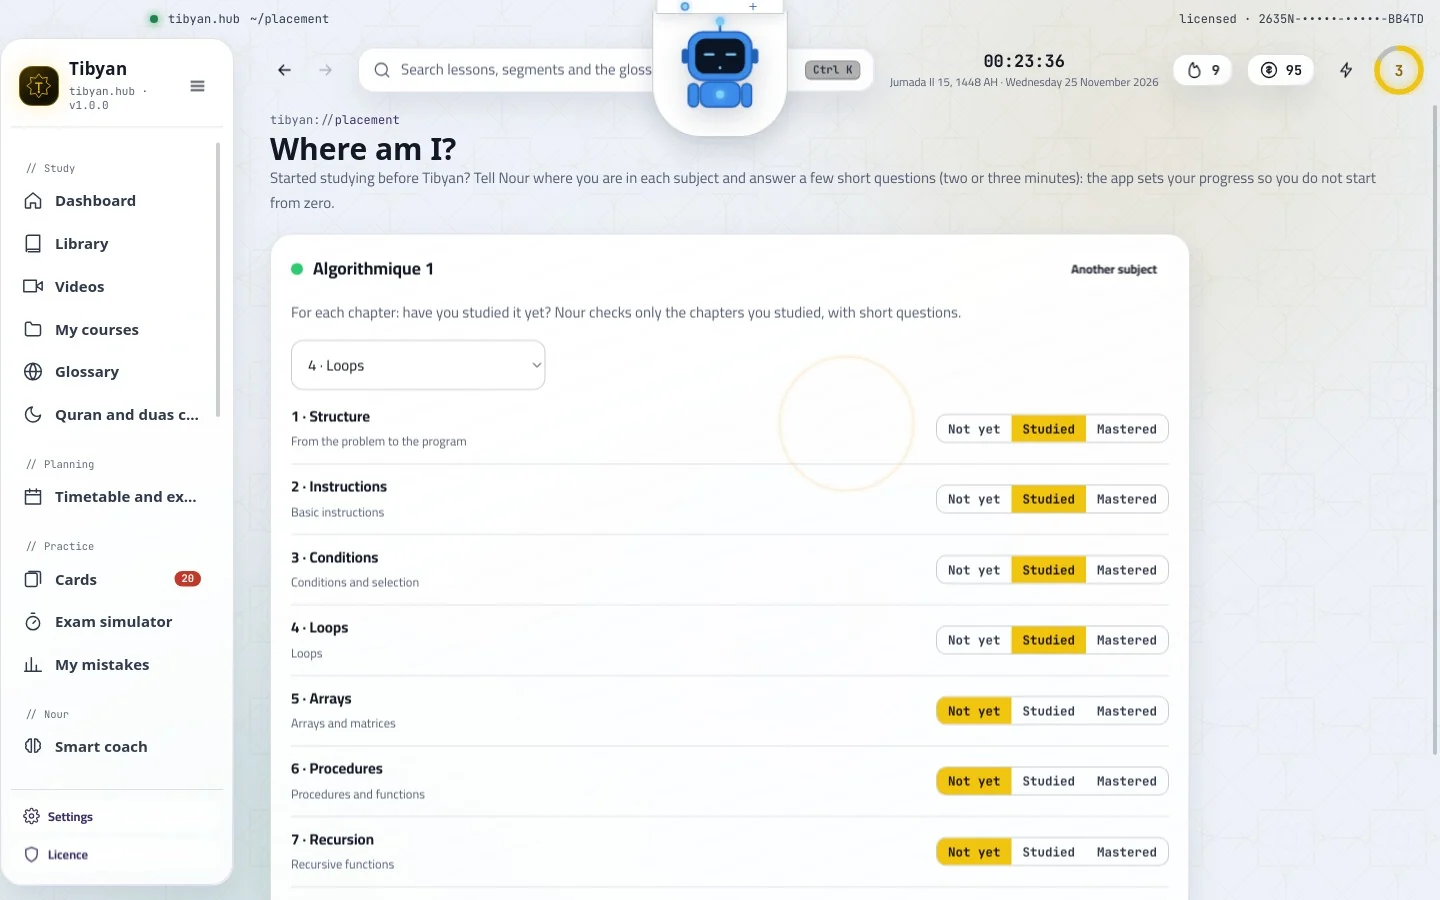 tibyan.hub ~/placement
licensed · 2635N-•••••-•••••-BB4TD
Tibyan
tibyan.hub ·
v1.0.0
Search lessons, segments and the gloss
Ctrl K
00:23:36
Jumada II 15, 1448 AH · Wednesday 25 November 2026
9
95
3
// Study
Dashboard
Library
Videos
My courses
Glossary
Quran and duas c...
// Planning
Timetable and ex...
// Practice
Cards
20
Exam simulator
My mistakes
// Nour
Smart coach
Settings
Licence
tibyan://placement
Where am I?
Started studying before Tibyan? Tell Nour where you are in each subject and answer a few short questions (two or three minutes): the app sets your progress so you do not start
from zero.
Algorithmique 1
Another subject
For each chapter: have you studied it yet? Nour checks only the chapters you studied, with short questions.
4 · Loops
1 · Structure
From the problem to the program
Not yet Studied Mastered
2 · Instructions
Basic instructions
Not yet Studied Mastered
3 · Conditions
Conditions and selection
Not yet Studied Mastered
4 · Loops
Loops
Not yet Studied Mastered
5 · Arrays
Arrays and matrices
Not yet Studied Mastered
6 · Procedures
Procedures and functions
Not yet Studied Mastered
7 · Recursion
Recursive functions
Not yet Studied Mastered